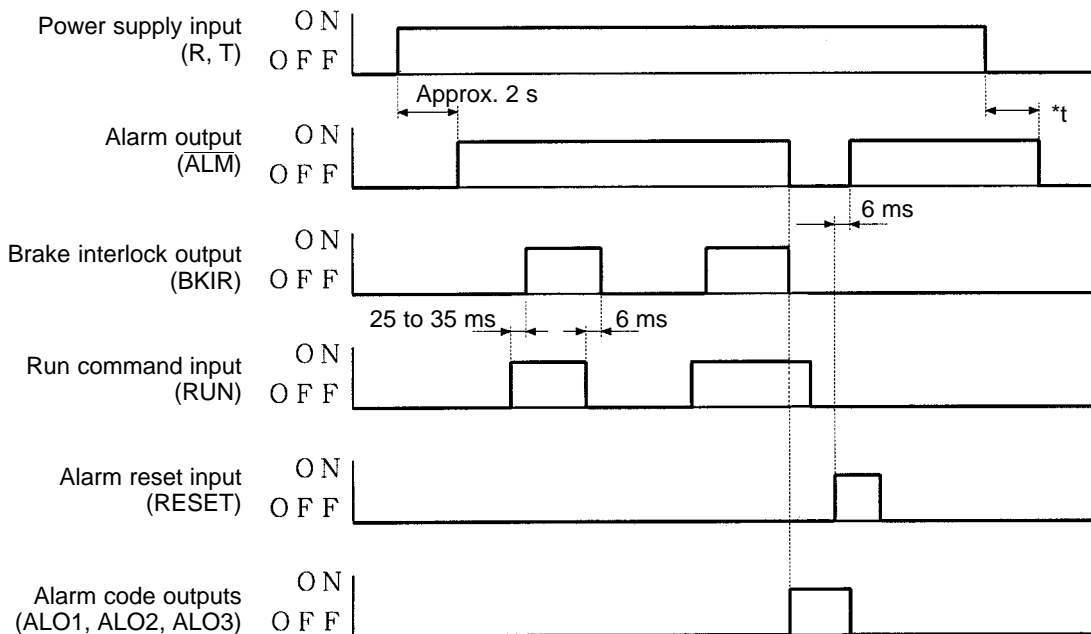 Power supply input
(R, T)
ON
OFF
Approx. 2 s
*t
Alarm output
(ALM)
ON
OFF
6 ms
Brake interlock output
(BKIR)
ON
OFF
25 to 35 ms
6 ms
Run command input
(RUN)
ON
OFF
Alarm reset input
(RESET)
ON
OFF
Alarm code outputs
(ALO1, ALO2, ALO3)
ON
OFF